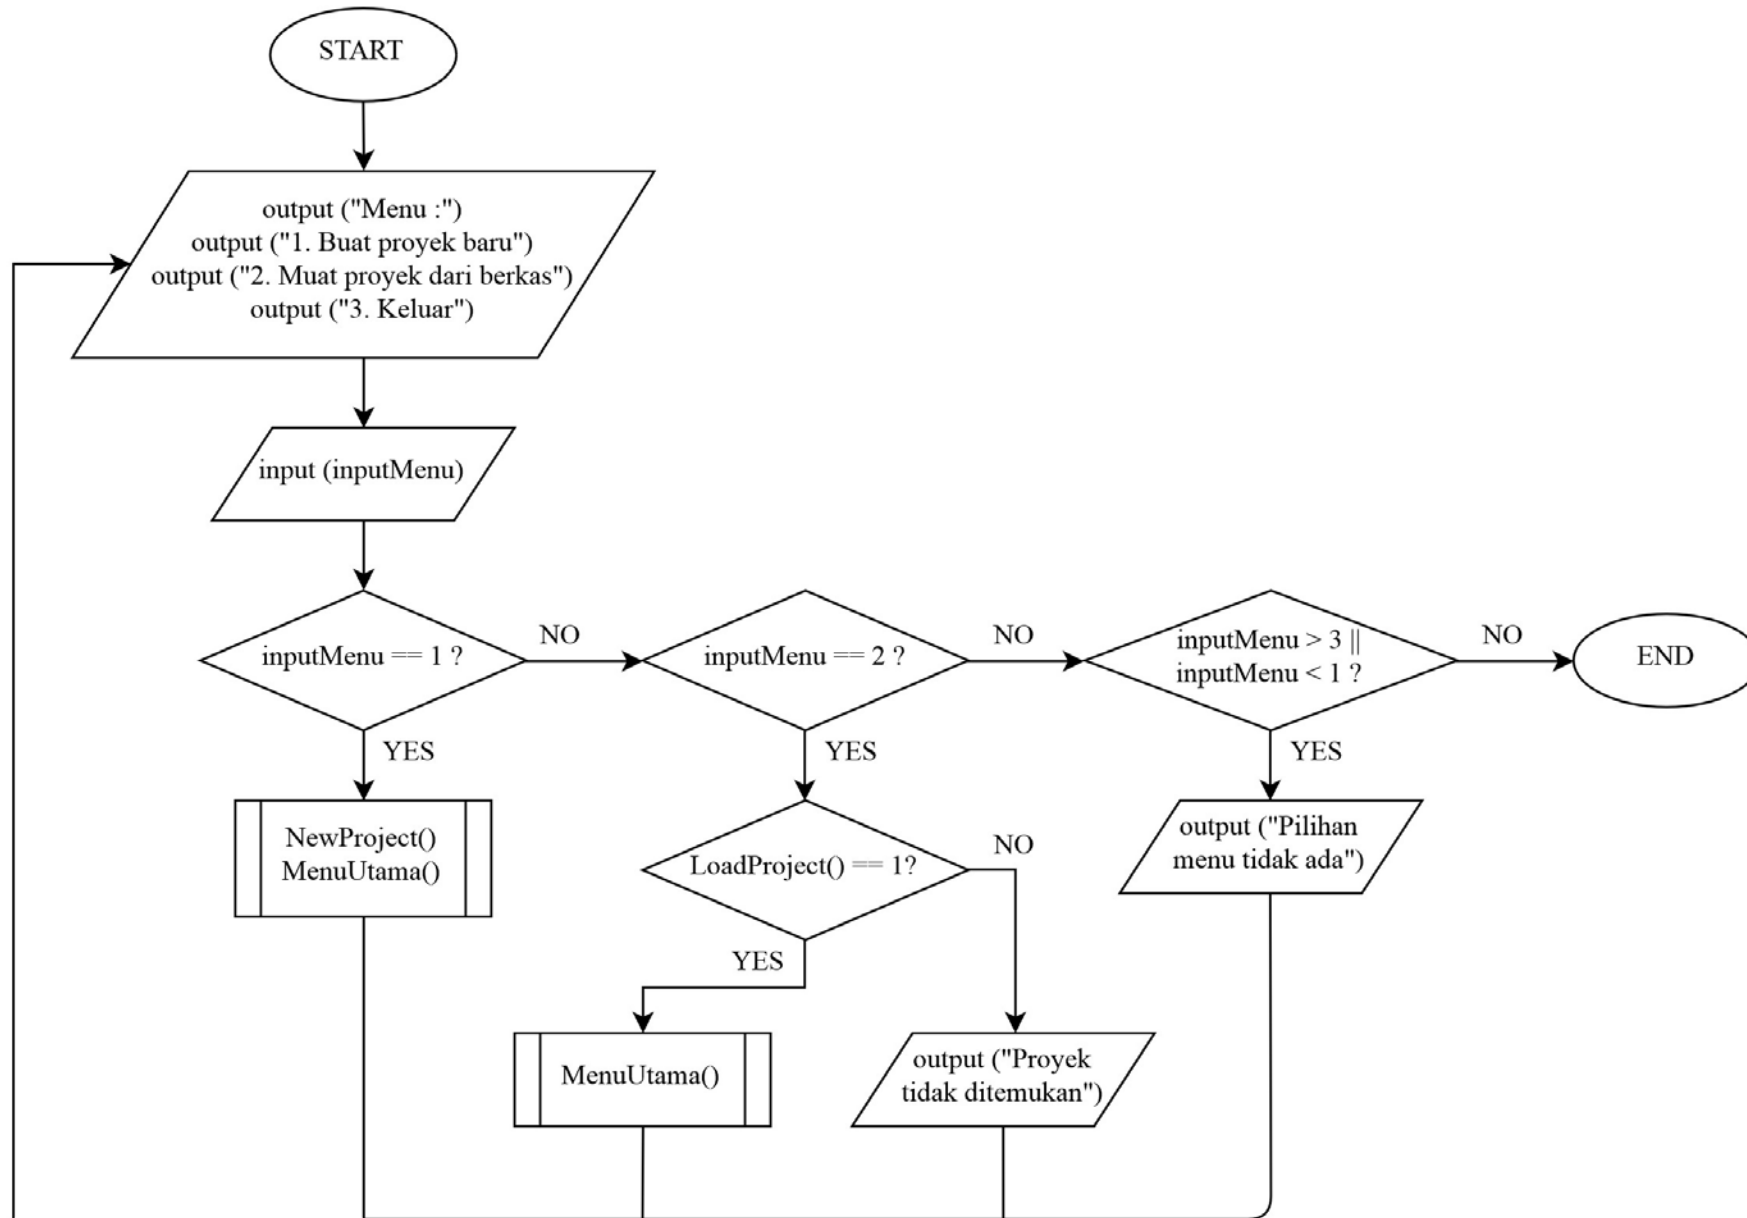 START
output ("Menu :")
output ("1. Buat proyek baru")
output ("2. Muat proyek dari berkas")
output ("3. Keluar")
input (inputMenu)
inputMenu == 1 ?
NO
inputMenu == 2 ?
NO
inputMenu > 3 ||
inputMenu < 1 ?
NO
END
YES
YES
YES
NewProject()
MenuUtama()
LoadProject() == 1?
NO
output ("Pilihan
menu tidak ada")
YES
MenuUtama()
output ("Proyek
tidak ditemukan")